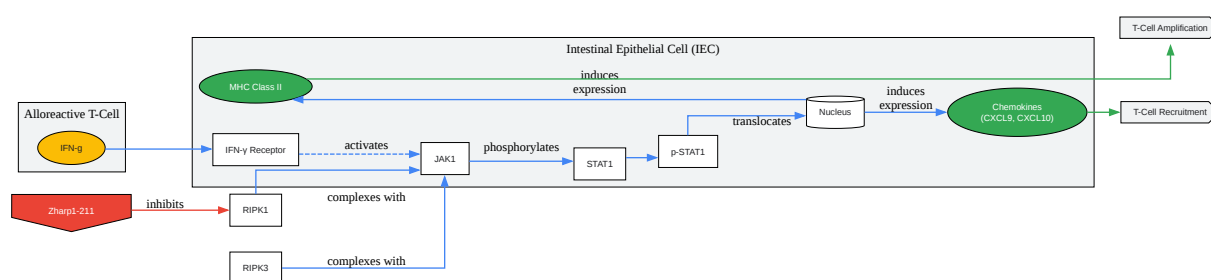 T-Cell Amplification
Intestinal Epithelial Cell (IEC)
MHC Class II
induces
expression
induces
expression
Alloreactive T-Cell
IFN-g
Nucleus
Chemokines
(CXCL9, CXCL10)
T-Cell Recruitment
translocates
IFN-γ Receptor
activates
JAK1
phosphorylates
STAT1
p-STAT1
complexes with
Zharp1-211
inhibits
RIPK1
RIPK3
complexes with